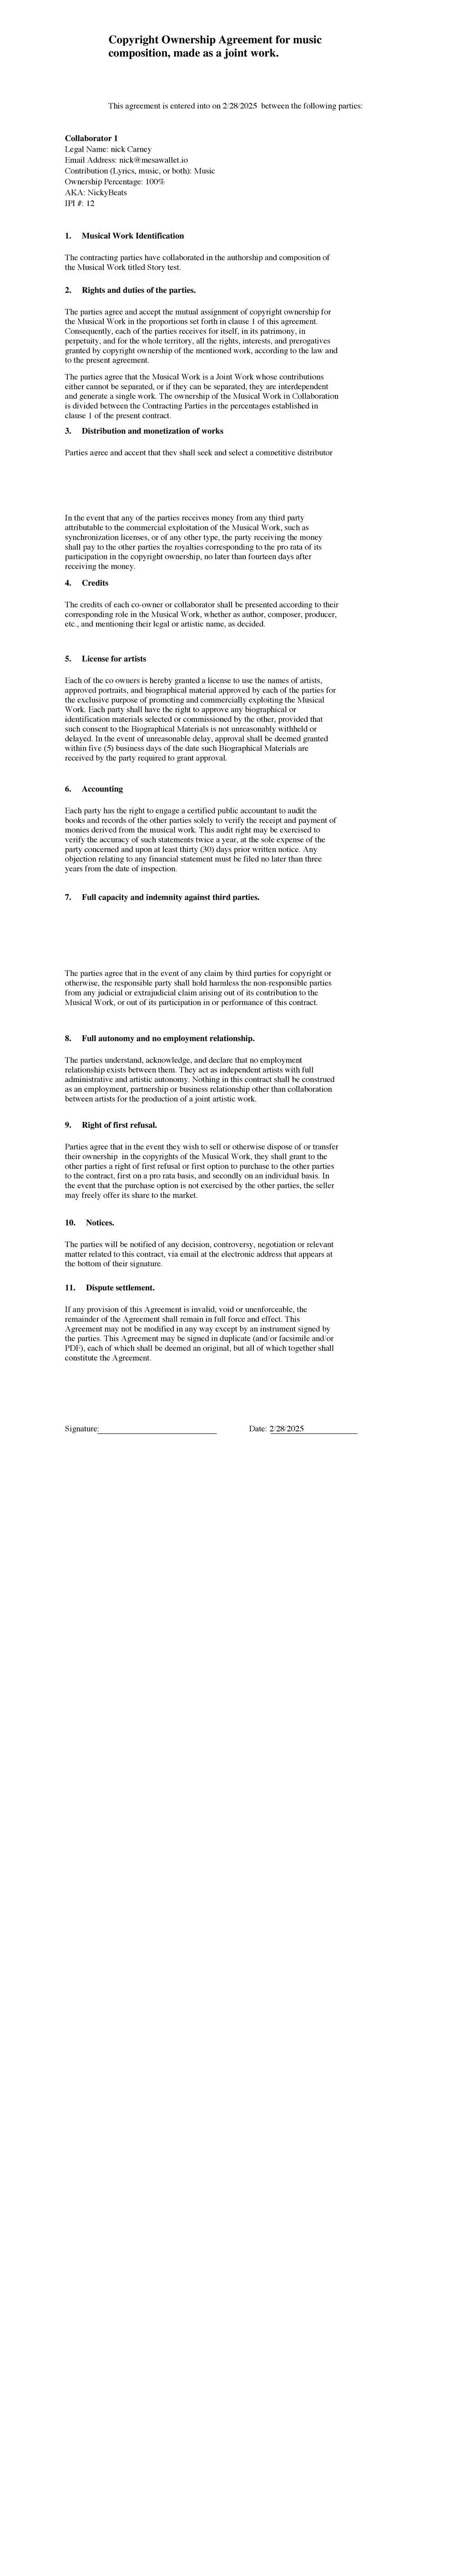 Copyright Ownership Agreement for music
composition, made as a joint work.
This agreement is entered into on 2/28/2025 between the following parties:
Collaborator 1
Legal Name: nick Carney
Email Address: nick@mesawallet.io
Contribution (Lyrics, music, or both): Music
Ownership Percentage: 100%
AKA: NickyBeats
IPI #: 12
1. Musical Work Identification
The contracting parties have collaborated in the authorship and composition of
the Musical Work titled Story test.
2. Rights and duties of the parties.
The parties agree and accept the mutual assignment of copyright ownership for
the Musical Work in the proportions set forth in clause 1 of this agreement.
Consequently, each of the parties receives for itself, in its patrimony, in
perpetuity, and for the whole territory, all the rights, interests, and prerogatives
granted by copyright ownership of the mentioned work, according to the law and
to the present agreement.
The parties agree that the Musical Work is a Joint Work whose contributions
either cannot be separated, or if they can be separated, they are interdependent
and generate a single work. The ownership of the Musical Work in Collaboration
is divided between the Contracting Parties in the percentages established in
clause 1 of the present contract.
3. Distribution and monetization of works
Parties agree and accept that they shall seek and select a competitive distributor
In the event that any of the parties receives money from any third party
attributable to the commercial exploitation of the Musical Work, such as
synchronization licenses, or of any other type, the party receiving the money
shall pay to the other parties the royalties corresponding to the pro rata of its
participation in the copyright ownership, no later than fourteen days after
receiving the money.
4. Credits
The credits of each co-owner or collaborator shall be presented according to their
corresponding role in the Musical Work, whether as author, composer, producer,
etc., and mentioning their legal or artistic name, as decided.
5. License for artists
Each of the co owners is hereby granted a license to use the names of artists,
approved portraits, and biographical material approved by each of the parties for
the exclusive purpose of promoting and commercially exploiting the Musical
Work. Each party shall have the right to approve any biographical or
identification materials selected or commissioned by the other, provided that
such consent to the Biographical Materials is not unreasonably withheld or
delayed. In the event of unreasonable delay, approval shall be deemed granted
within five (5) business days of the date such Biographical Materials are
received by the party required to grant approval.
6. Accounting
Each party has the right to engage a certified public accountant to audit the
books and records of the other parties solely to verify the receipt and payment of
monies derived from the musical work. This audit right may be exercised to
verify the accuracy of such statements twice a year, at the sole expense of the
party concerned and upon at least thirty (30) days prior written notice. Any
objection relating to any financial statement must be filed no later than three
years from the date of inspection.
7. Full capacity and indemnity against third parties.
The parties agree that in the event of any claim by third parties for copyright or
otherwise, the responsible party shall hold harmless the non-responsible parties
from any judicial or extrajudicial claim arising out of its contribution to the
Musical Work, or out of its participation in or performance of this contract.
8. Full autonomy and no employment relationship.
The parties understand, acknowledge, and declare that no employment
relationship exists between them. They act as independent artists with full
administrative and artistic autonomy. Nothing in this contract shall be construed
as an employment, partnership or business relationship other than collaboration
between artists for the production of a joint artistic work.
9. Right of first refusal.
Parties agree that in the event they wish to sell or otherwise dispose of or transfer
their ownership in the copyrights of the Musical Work, they shall grant to the
other parties a right of first refusal or first option to purchase to the other parties
to the contract, first on a pro rata basis, and secondly on an individual basis. In
the event that the purchase option is not exercised by the other parties, the seller
may freely offer its share to the market.
10. Notices.
The parties will be notified of any decision, controversy, negotiation or relevant
matter related to this contract, via email at the electronic address that appears at
the bottom of their signature.
11. Dispute settlement.
If any provision of this Agreement is invalid, void or unenforceable, the
remainder of the Agreement shall remain in full force and effect. This
Agreement may not be modified in any way except by an instrument signed by
the parties. This Agreement may be signed in duplicate (and/or facsimile and/or
PDF), each of which shall be deemed an original, but all of which together shall
constitute the Agreement.
Signature: Date: 2/28/2025